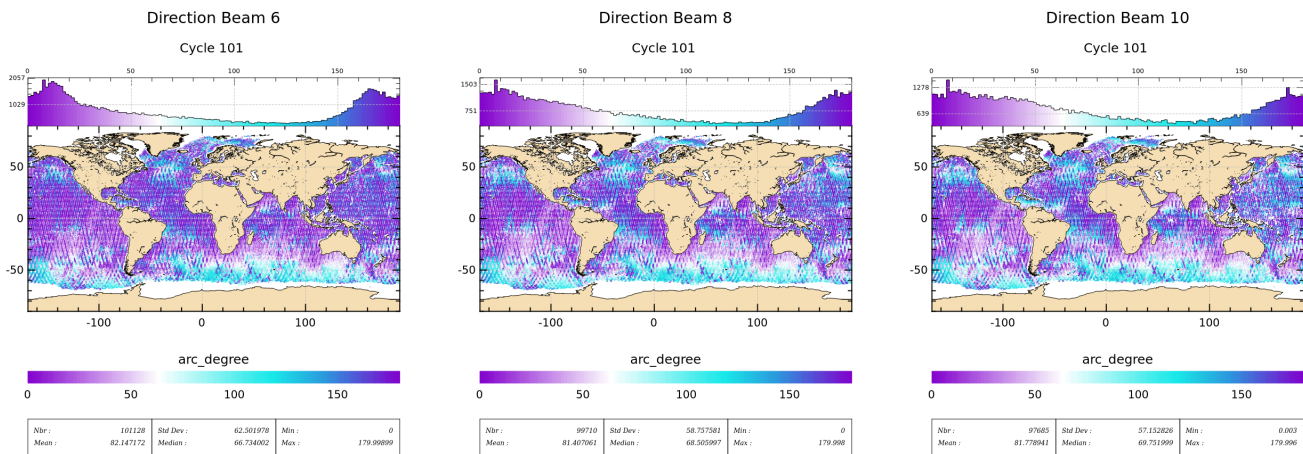 Direction Beam 6
Cycle 101
0 50 100 150
2057
1029
50
0
-50
-100 0 100
arc_degree
0 50 100 150
Nbr : 101128 Std Dev : 62.501978 Min : 0
Mean : 82.147172 Median : 66.734002 Max : 179.99899
Direction Beam 8
Cycle 101
0 50 100 150
1503
751
50
0
-50
-100 0 100
arc_degree
0 50 100 150
Nbr : 99710 Std Dev : 58.757581 Min : 0
Mean : 81.407061 Median : 68.505997 Max : 179.998
Direction Beam 10
Cycle 101
0 50 100 150
1278
639
50
0
-50
-100 0 100
arc_degree
0 50 100 150
Nbr : 97685 Std Dev : 57.152826 Min : 0.003
Mean : 81.778941 Median : 69.751999 Max : 179.996